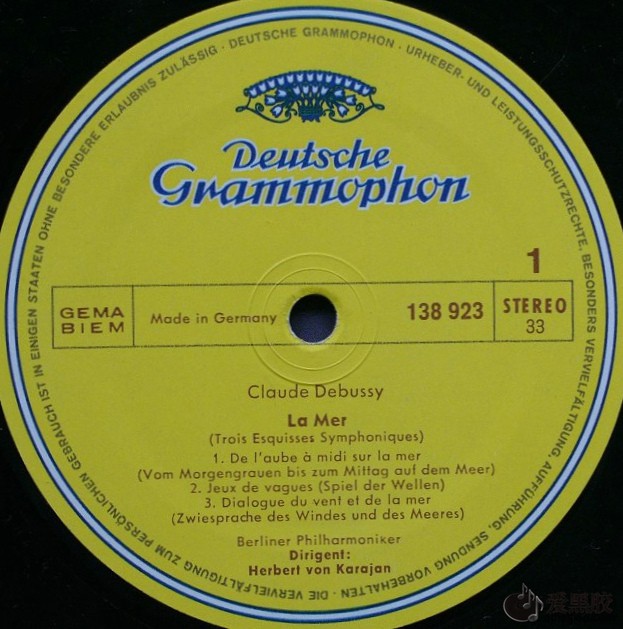 URHEBER- UND LEISTUNGSSCHUTZRECHTE, BESONDERS VERVIELFÄLTIGUNG, AUFFÜHRUNG, SENDUNG VORBEHALTEN · DIE VERVIELFÄLTIGUNG ZUM PERSÖNLICHEN GEBRAUCH IST IN EINIGEN STAATEN OHNE BESONDERE ERLAUBNIS ZULÄSSIG · DEUTSCHE GRAMMOPHON ·
Deutsche
Grammophon
1
GEMA
BIEM
Made in Germany
138 923
STEREO
33
Claude Debussy
La Mer
(Trois Esquisses Symphoniques)
1. De l'aube à midi sur la mer
(Vom Morgengrauen bis zum Mittag auf dem Meer)
2. Jeux de vagues (Spiel der Wellen)
3. Dialogue du vent et de la mer
(Zwiesprache des Windes und des Meeres)
Berliner Philharmoniker
Dirigent:
Herbert von Karajan
爱黑胶